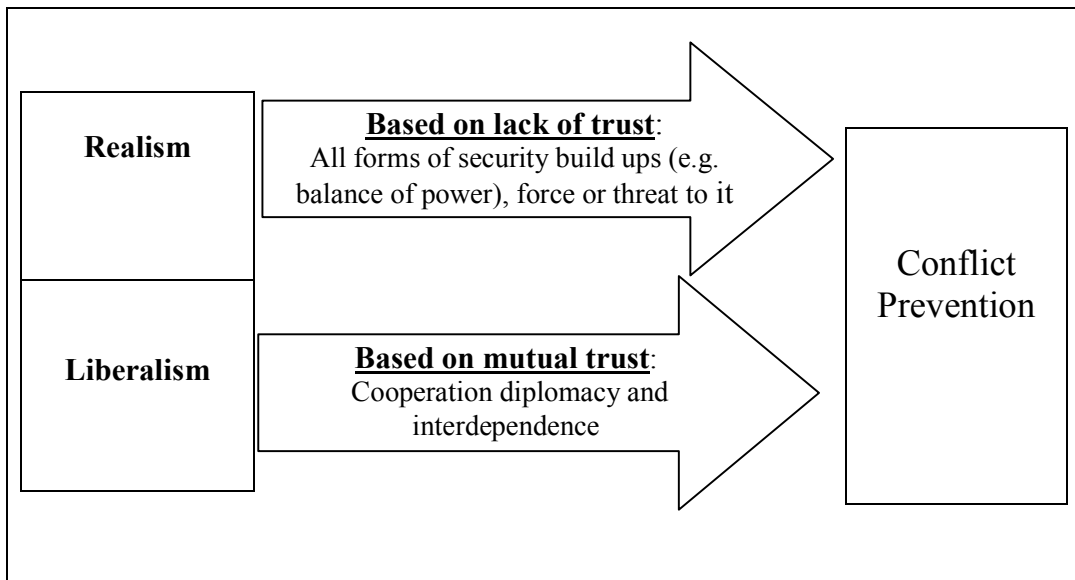 Realism
Based on lack of trust:
All forms of security build ups (e.g.
balance of power), force or threat to it
Liberalism
Based on mutual trust:
Cooperation diplomacy and
interdependence
Conflict
Prevention